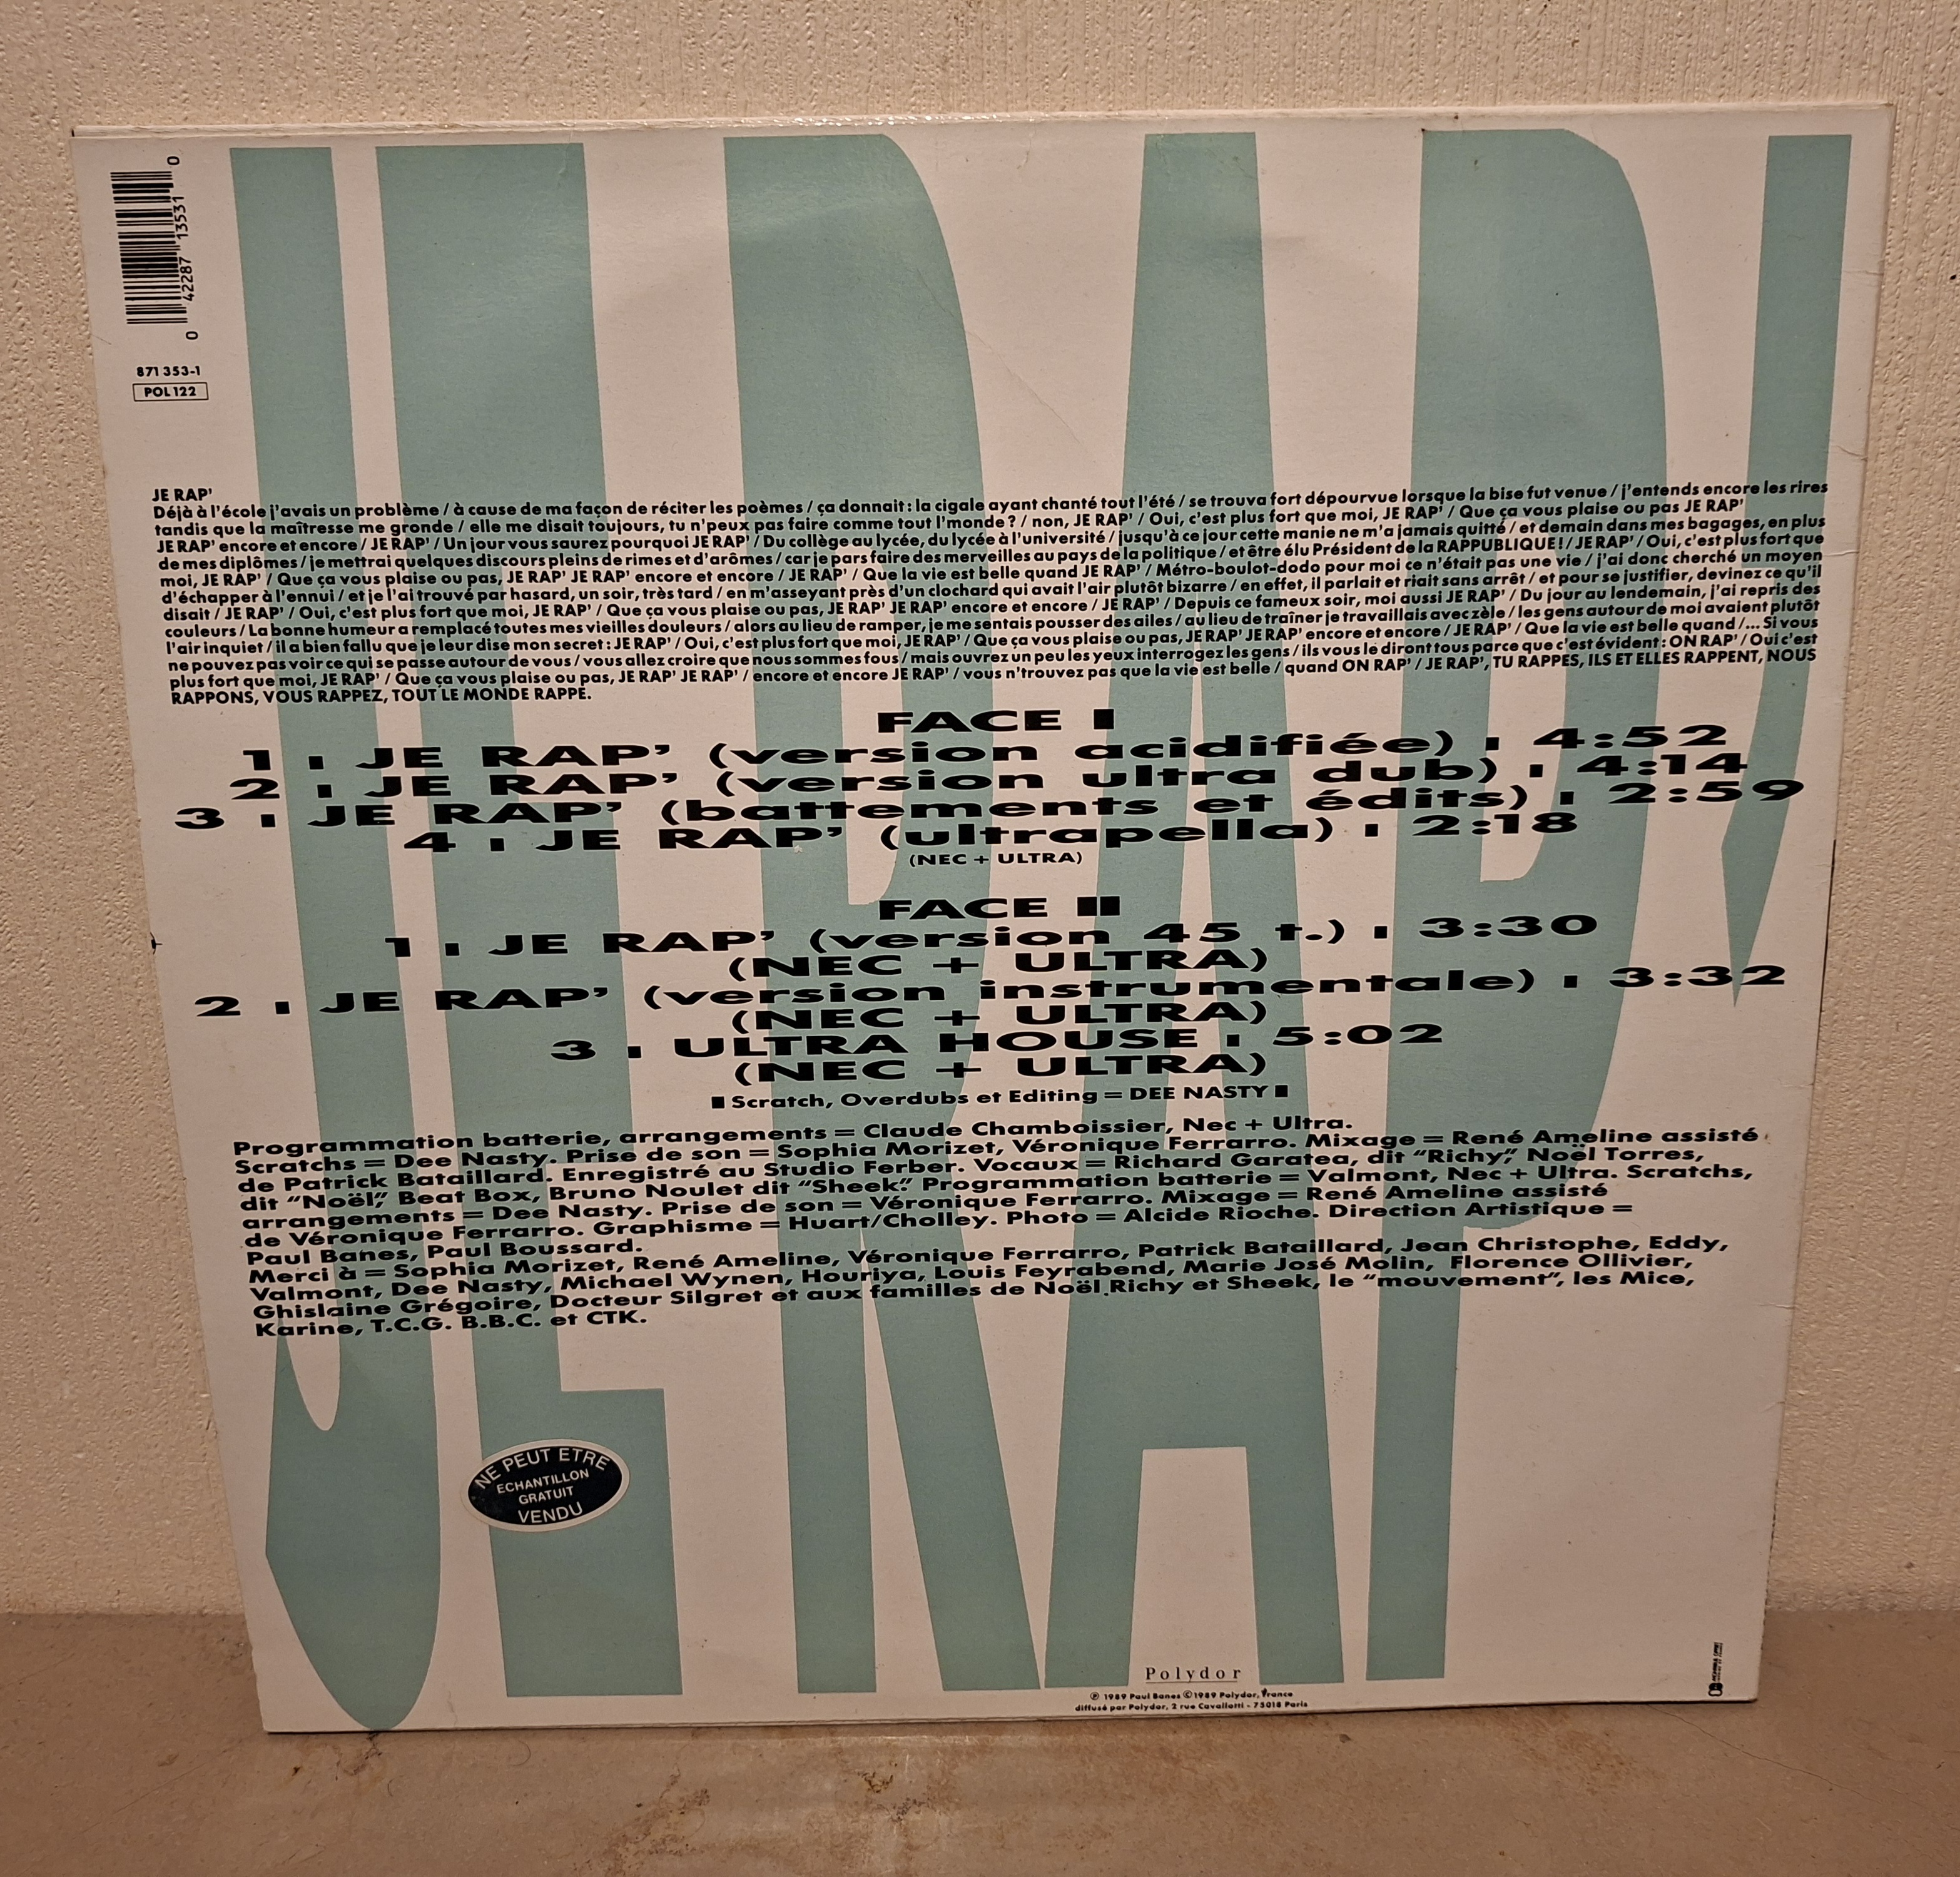 0 42287 13531 0
871 353-1
POL 122
JE RAP!
JE RAP'
Déjà à l'école j'avais un problème / à cause de ma façon de réciter les poèmes / ça donnait : la cigale ayant chanté tout l'été / se trouva fort dépourvue lorsque la bise fut venue / j'entends encore les rires
tandis que la maîtresse me gronde / elle me disait toujours, tu n'peux pas faire comme tout l'monde ? / non, JE RAP' / Oui, c'est plus fort que moi, JE RAP' / Que ça vous plaise ou pas JE RAP'
JE RAP' encore et encore / JE RAP' / Un jour vous saurez pourquoi JE RAP' / Du collège au lycée, du lycée à l'université / jusqu'à ce jour cette manie ne m'a jamais quitté / et demain dans mes bagages, en plus
de mes diplômes / je mettrai quelques discours pleins de rimes et d'arômes / car je pars faire des merveilles au pays de la politique / et être élu Président de la RAPPUBLIQUE ! / JE RAP' / Oui, c'est plus fort que
moi, JE RAP' / Que ça vous plaise ou pas, JE RAP' JE RAP' encore et encore / JE RAP' / Que la vie est belle quand JE RAP' / Métro-boulot-dodo pour moi ce n'était pas une vie / j'ai donc cherché un moyen
d'échapper à l'ennui / et je l'ai trouvé par hasard, un soir, très tard / en m'asseyant près d'un clochard qui avait l'air plutôt bizarre / en effet, il parlait et riait sans arrêt / et pour se justifier, devinez ce qu'il
disait / JE RAP' / Oui, c'est plus fort que moi, JE RAP' / Que ça vous plaise ou pas, JE RAP' JE RAP' encore et encore / JE RAP' / Depuis ce fameux soir, moi aussi JE RAP' / Du jour au lendemain, j'ai repris des
couleurs / La bonne humeur a remplacé toutes mes vieilles douleurs / alors au lieu de ramper, je me sentais pousser des ailes / au lieu de traîner je travaillais avec zèle / les gens autour de moi avaient plutôt
l'air inquiet / il a bien fallu que je leur dise mon secret : JE RAP' / Oui, c'est plus fort que moi, JE RAP' / Que ça vous plaise ou pas, JE RAP' JE RAP' encore et encore / JE RAP' / Que la vie est belle quand /... Si vous
ne pouvez pas voir ce qui se passe autour de vous / vous allez croire que nous sommes fous / mais ouvrez un peu les yeux interrogez les gens / ils vous le diront tous parce que c'est évident : ON RAP' / Oui c'est
plus fort que moi, JE RAP' / Que ça vous plaise ou pas, JE RAP' JE RAP' / encore et encore JE RAP' / vous n'trouvez pas que la vie est belle / quand ON RAP' / JE RAP', TU RAPPES, ILS ET ELLES RAPPENT, NOUS
RAPPONS, VOUS RAPPEZ, TOUT LE MONDE RAPPE.
FACE I
1 . JE RAP' (version acidifiée) . 4:52
2 . JE RAP' (version ultra dub) . 4:14
3 . JE RAP' (battements et édits) . 2:59
4 . JE RAP' (ultrapella) . 2:18
(NEC + ULTRA)
FACE II
1 . JE RAP' (version 45 t.) . 3:30
(NEC + ULTRA)
2 . JE RAP' (version instrumentale) . 3:32
(NEC + ULTRA)
3 . ULTRA HOUSE . 5:02
(NEC + ULTRA)
■ Scratch, Overdubs et Editing = DEE NASTY ■
Programmation batterie, arrangements = Claude Chamboissier, Nec + Ultra.
Scratchs = Dee Nasty. Prise de son = Sophia Morizet, Véronique Ferrarro. Mixage = René Ameline assisté
de Patrick Bataillard. Enregistré au Studio Ferber. Vocaux = Richard Garatea, dit "Richy", Noël Torres,
dit "Noël", Beat Box, Bruno Noulet dit "Sheek". Programmation batterie = Valmont, Nec + Ultra. Scratchs,
arrangements = Dee Nasty. Prise de son = Véronique Ferrarro. Mixage = René Ameline assisté
de Véronique Ferrarro. Graphisme = Huart/Cholley. Photo = Alcide Rioche. Direction Artistique =
Paul Banes, Paul Boussard.
Merci à = Sophia Morizet, René Ameline, Véronique Ferrarro, Patrick Bataillard, Jean Christophe, Eddy,
Valmont, Dee Nasty, Michael Wynen, Houriya, Louis Feyrabend, Marie José Molin, Florence Ollivier,
Ghislaine Grégoire, Docteur Silgret et aux familles de Noël, Richy et Sheek, le "mouvement", les Mice,
Karine, T.C.G. B.B.C. et CTK.
NE PEUT ETRE
ECHANTILLON
GRATUIT
VENDU
Polydor
℗ 1989 Paul Banes © 1989 Polydor, France
diffusé par Polydor, 2 rue Cavallotti - 75018 Paris